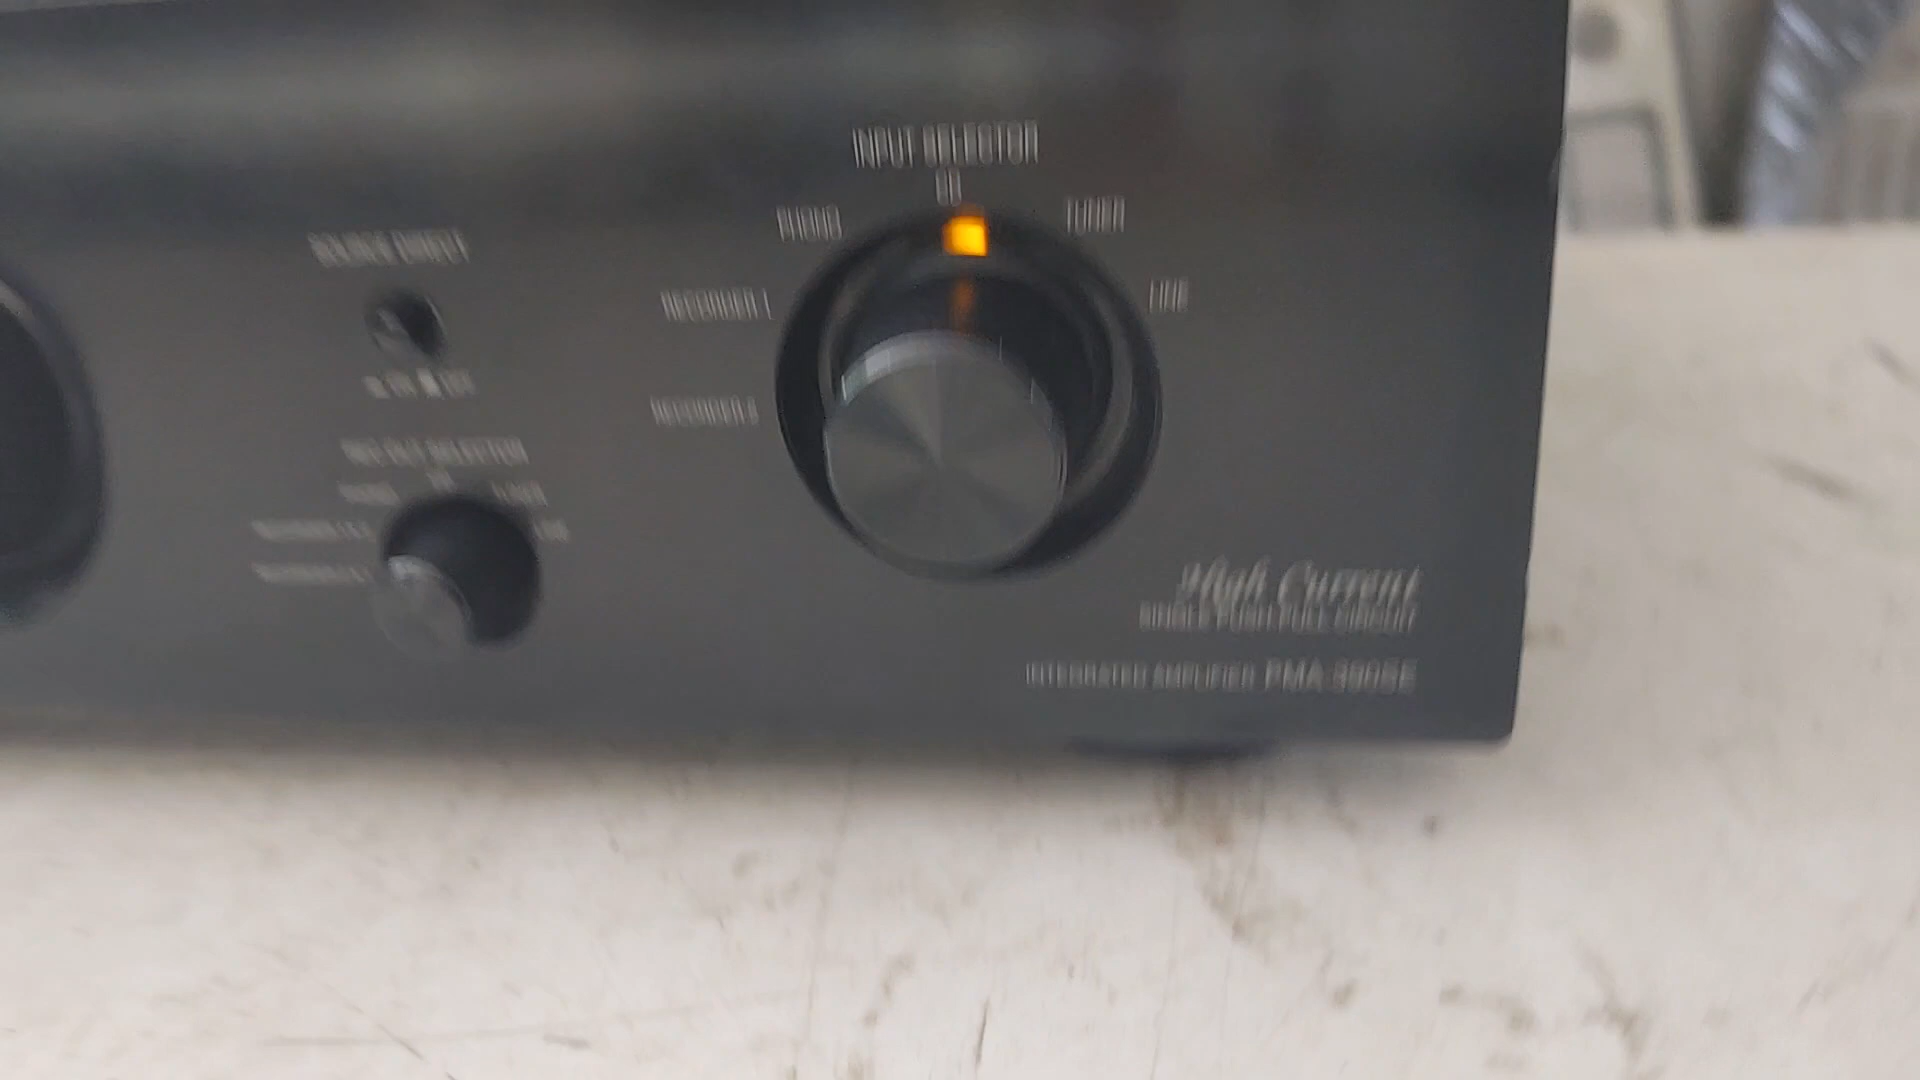 INPUT SELECTOR
CD
PHONO
TUNER
SOURCE DIRECT
RECORDER 1
LINE
RECORDER 2
REC OUT SELECTOR
High Current
SINGLE PUSH PULL CIRCUIT
INTEGRATED AMPLIFIER PMA-390SE